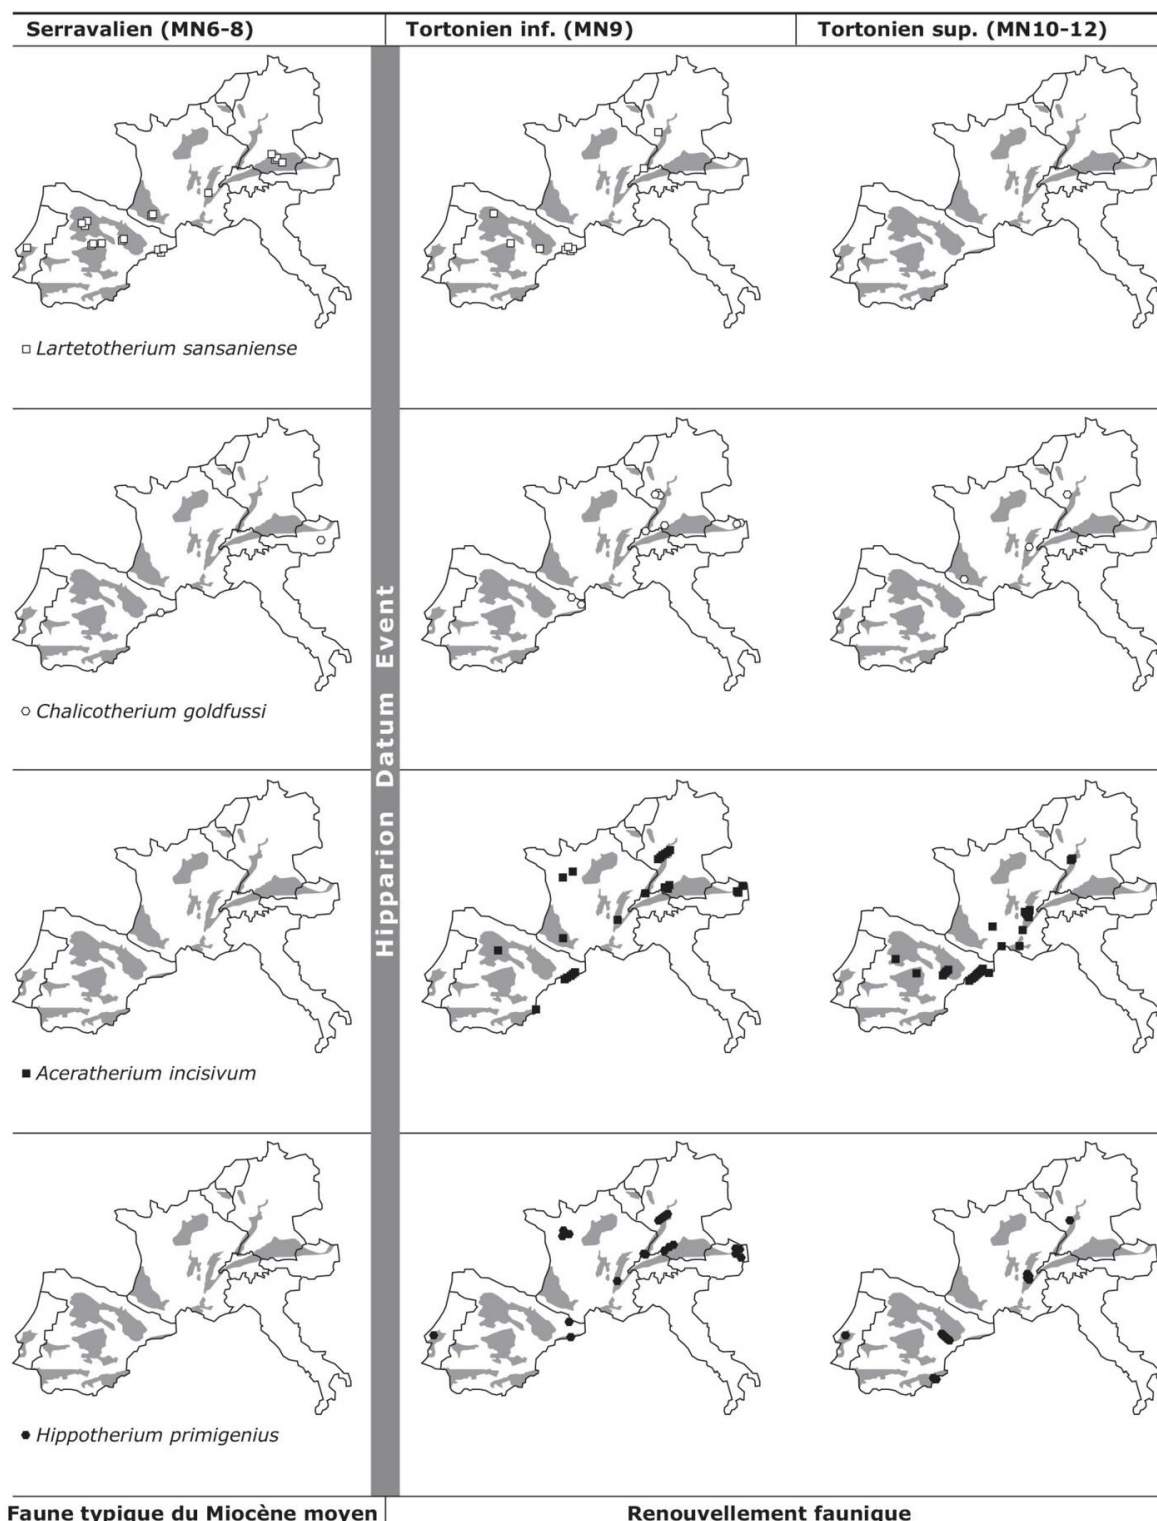 Serravalien (MN6-8)
Tortonien inf. (MN9)
Tortonien sup. (MN10-12)
Lartetotherium sansaniense
Chalicotherium goldfussi
Hipparion Datum Event
Aceratherium incisivum
Hippotherium primigenius
Faune typique du Miocène moyen
Renouvellement faunique